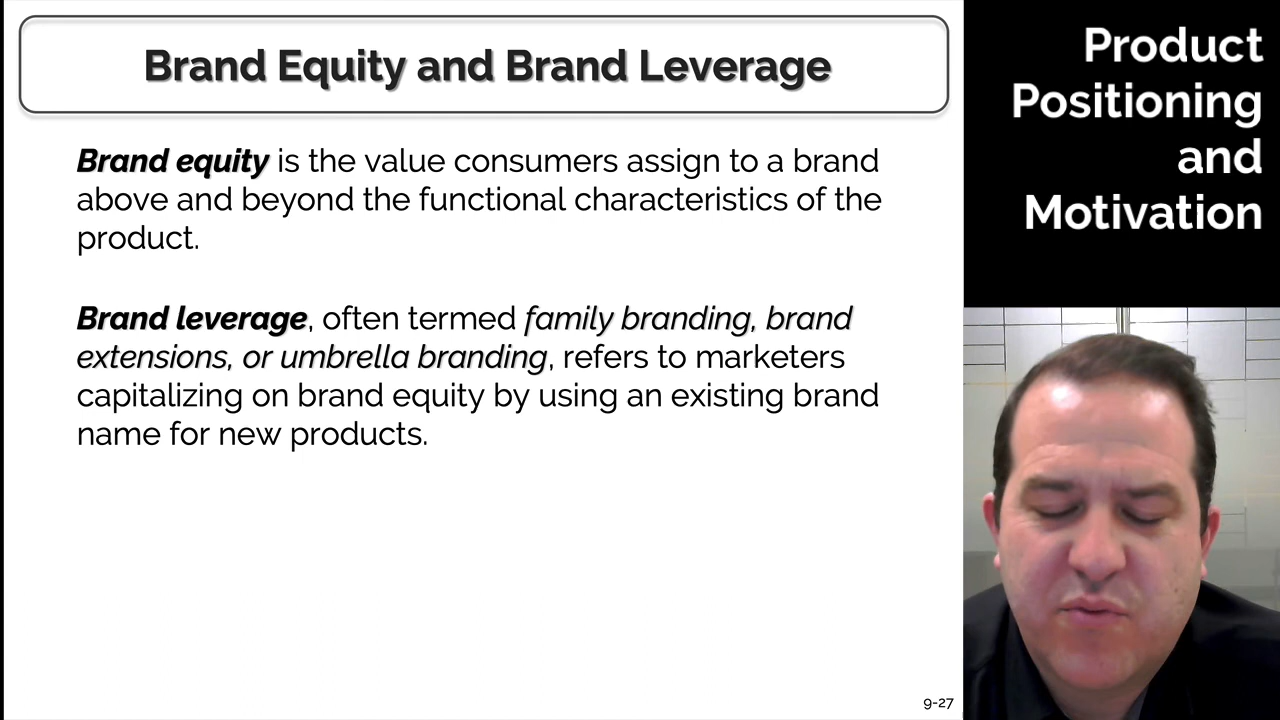 Brand Equity and Brand Leverage
Brand equity is the value consumers assign to a brand
above and beyond the functional characteristics of the
product.
Brand leverage, often termed family branding, brand
extensions, or umbrella branding, refers to marketers
capitalizing on brand equity by using an existing brand
name for new products.
9-27
Product
Positioning
and
Motivation